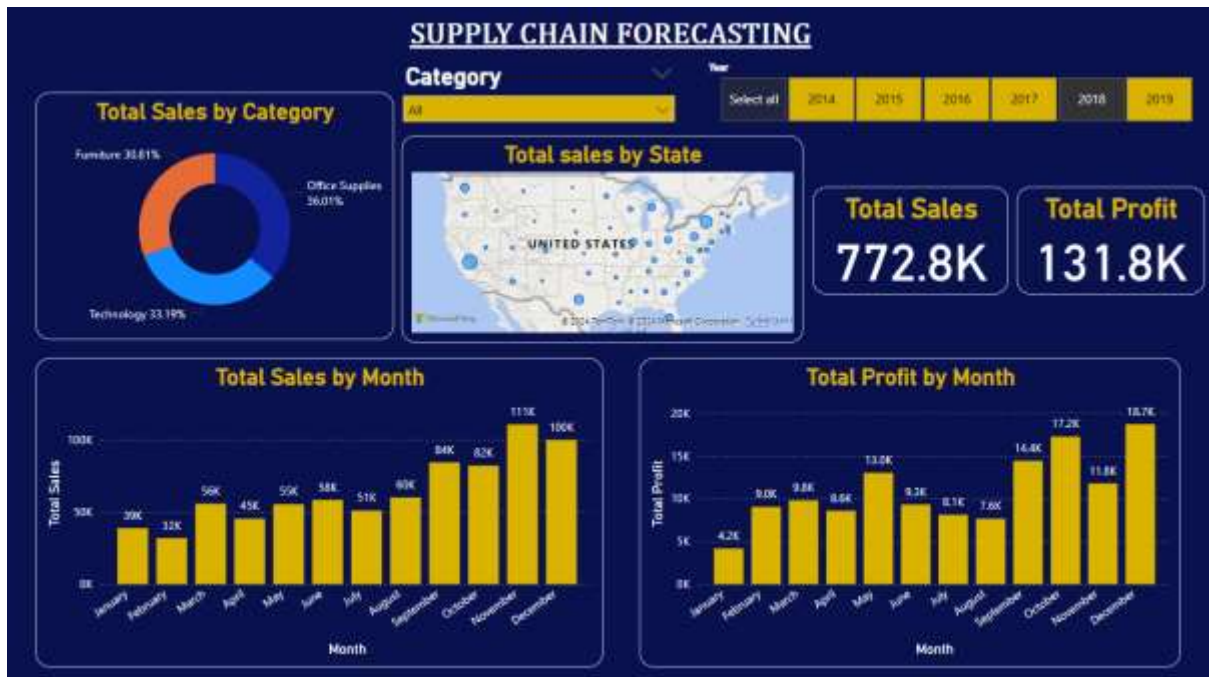 SUPPLY CHAIN FORECASTING
Category
All
Year
Select all
2014
2015
2016
2017
2018
2019
Total Sales by Category
Furniture 30.81%
Office Supplies
36.01%
Technology 33.19%
Total sales by State
UNITED STATES
Total Sales
772.8K
Total Profit
131.8K
Total Sales by Month
Total Sales
100K
50K
0K
39K
32K
56K
45K
55K
58K
51K
60K
84K
82K
111K
100K
January
February
March
April
May
June
July
August
September
October
November
December
Month
Total Profit by Month
Total Profit
20K
15K
10K
5K
0K
4.2K
9.0K
9.8K
8.6K
13.0K
9.3K
8.1K
7.6K
14.4K
17.2K
11.8K
18.7K
January
February
March
April
May
June
July
August
September
October
November
December
Month